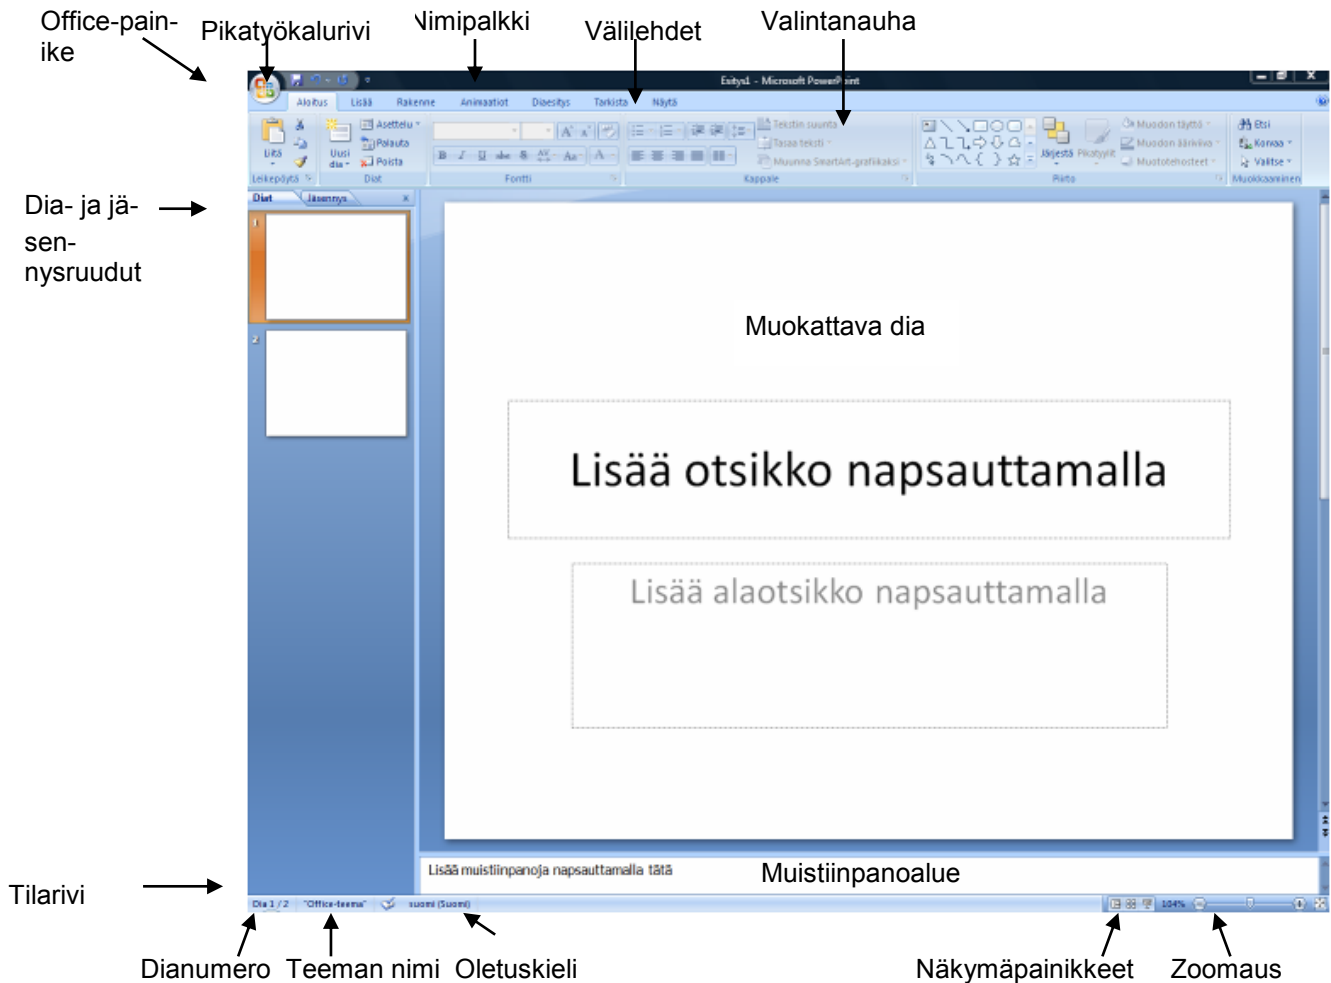 Office-pain-
ike
Pikatyökalurivi
Nimipalkki
Välilehdet
Valintanauha
Esitys1 - Microsoft PowerPoint
Aloitus Lisää Rakenne Animaatiot Diaesitys Tarkista Näytä
Liitä
Leikepöytä
Uusi
dia
Asettelu
Palauta
Poista
Diat
Fontti
Tekstin suunta
Tasaa teksti
Muunna SmartArt-grafiikaksi
Kappale
Järjestä
Pikatyylit
Muodon täyttö
Muodon ääriviiva
Muototehosteet
Piirto
Etsi
Korvaa
Valitse
Muokkaaminen
Dia- ja jä-
sen-
nysruudut
Diat Jäsennys x
1
2
Muokattava dia
Lisää otsikko napsauttamalla
Lisää alaotsikko napsauttamalla
Lisää muistiinpanoja napsauttamalla tätä
Muistiinpanoalue
Tilarivi
Dia 1 / 2 "Office-teema" suomi (Suomi) 104%
Dianumero Teeman nimi Oletuskieli Näkymäpainikkeet Zoomaus